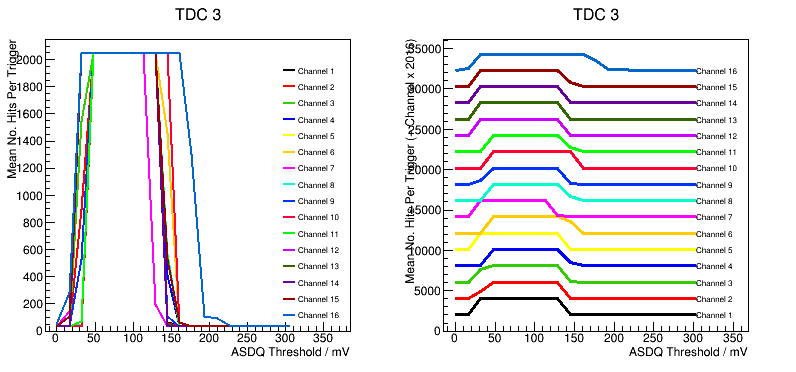 TDC 3
Mean No. Hits Per Trigger
2000
1800
1600
1400
1200
1000
800
600
400
200
0
0 50 100 150 200 250 300 350
ASDQ Threshold / mV
Channel 1
Channel 2
Channel 3
Channel 4
Channel 5
Channel 6
Channel 7
Channel 8
Channel 9
Channel 10
Channel 11
Channel 12
Channel 13
Channel 14
Channel 15
Channel 16
TDC 3
Mean No. Hits Per Trigger (+ Channel x 2016)
35000
30000
25000
20000
15000
10000
5000
0
0 50 100 150 200 250 300 350
ASDQ Threshold / mV
Channel 16
Channel 15
Channel 14
Channel 13
Channel 12
Channel 11
Channel 10
Channel 9
Channel 8
Channel 7
Channel 6
Channel 5
Channel 4
Channel 3
Channel 2
Channel 1